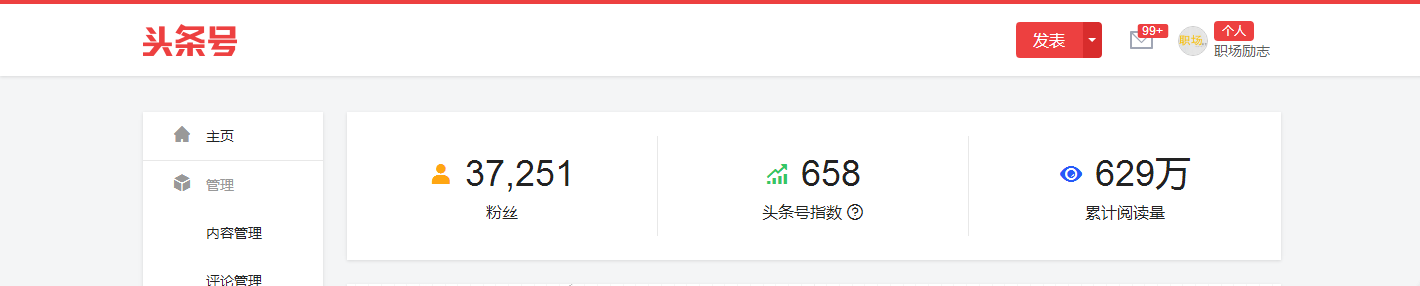 头条号
发表
99+
职场..
个人
职场励志
主页
管理
内容管理
评论管理
37,251
粉丝
658
头条号指数
629万
累计阅读量